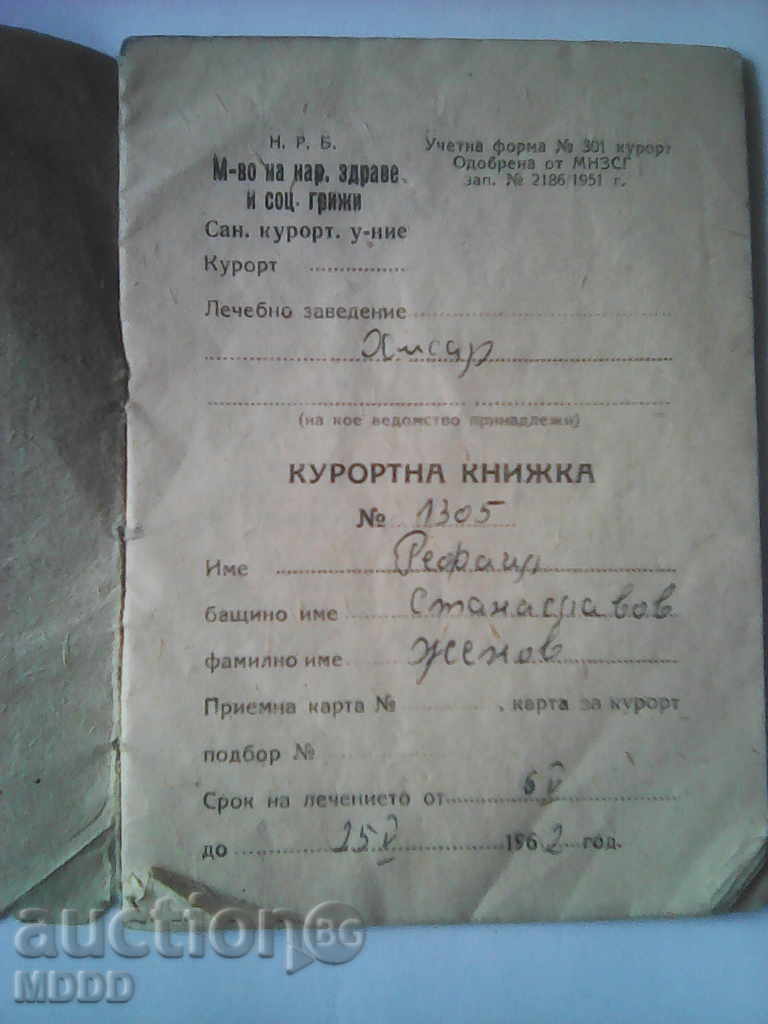 Н. Р. Б.
М-во на нар. здраве
и соц. грижи
Сан. курорт. у-ние
Учетна форма № 301 курорт
Одобрена от МНЗСГ
зап. № 2186/1951 г.
Курорт
Лечебно заведение
Хисар
(на кое ведомство принадлежи)
КУРОРТНА КНИЖКА
№ 1305
Име
бащино име
фамилно име Женов
Приемна карта № , карта за курорт
подбор №
Срок на лечението от 6 V
до 25 V 1962 год.
auction BG
MDDD